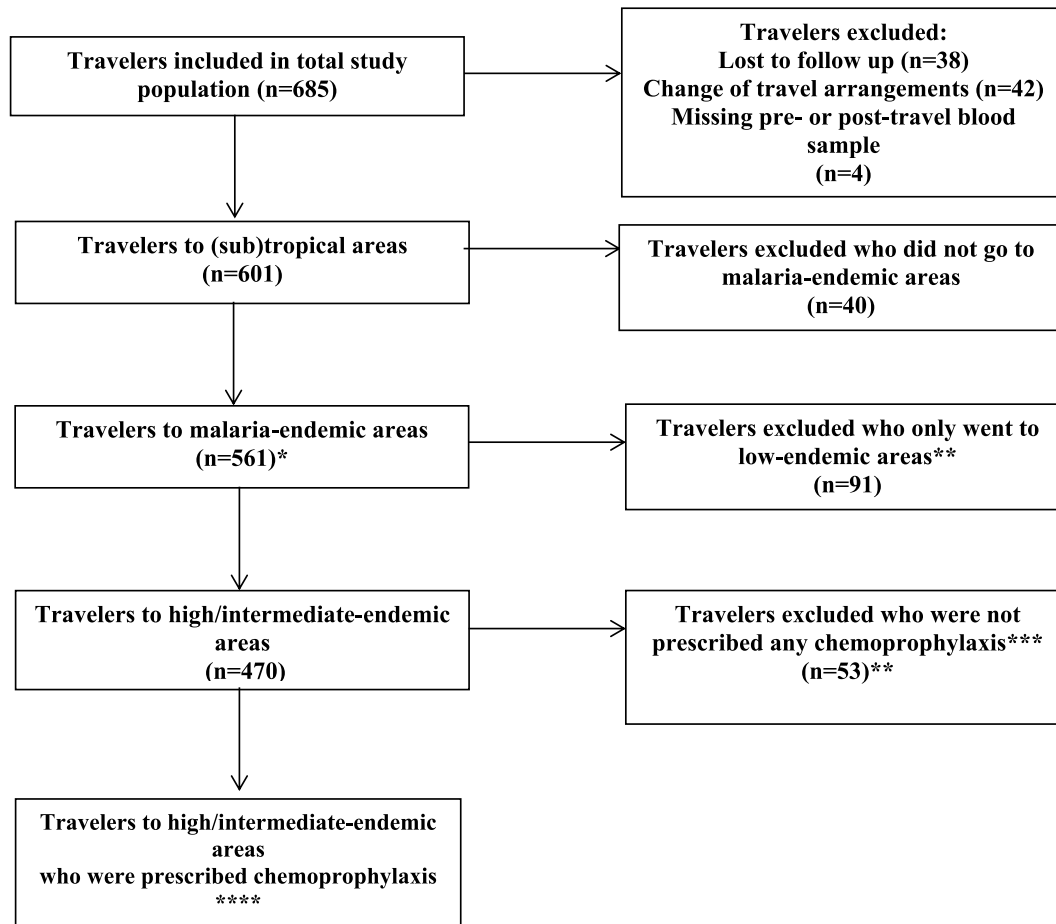 Travelers included in total study
population (n=685)
Travelers excluded:
Lost to follow up (n=38)
Change of travel arrangements (n=42)
Missing pre- or post-travel blood
sample
(n=4)
Travelers to (sub)tropical areas
(n=601)
Travelers excluded who did not go to
malaria-endemic areas
(n=40)
Travelers to malaria-endemic areas
(n=561)*
Travelers excluded who only went to
low-endemic areas**
(n=91)
Travelers to high/intermediate-endemic
areas
(n=470)
Travelers excluded who were not
prescribed any chemoprophylaxis***
(n=53)**
Travelers to high/intermediate-endemic
areas
who were prescribed chemoprophylaxis
****